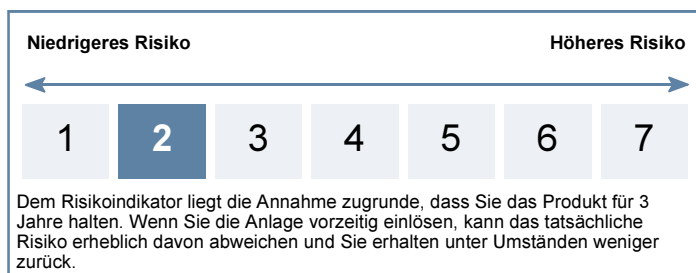 Niedrigeres Risiko Höheres Risiko
1 2 3 4 5 6 7
Dem Risikoindikator liegt die Annahme zugrunde, dass Sie das Produkt für 3
Jahre halten. Wenn Sie die Anlage vorzeitig einlösen, kann das tatsächliche
Risiko erheblich davon abweichen und Sie erhalten unter Umständen weniger
zurück.